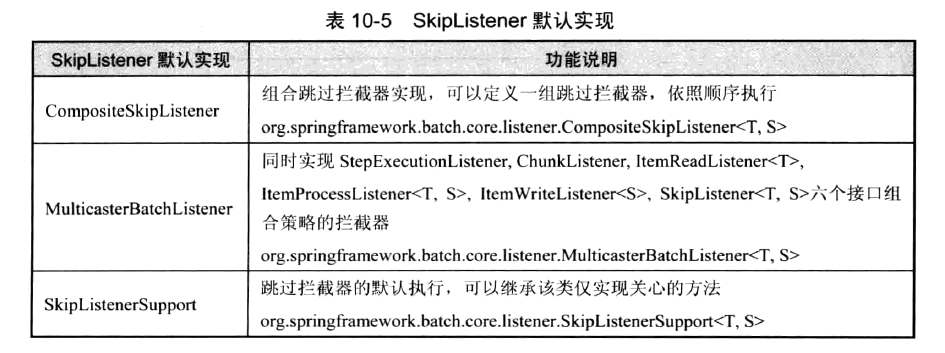 表 10-5 SkipListener 默认实现
SkipListener 默认实现
功能说明
CompositeSkipListener
组合跳过拦截器实现，可以定义一组跳过拦截器，依照顺序执行
org.springframework.batch.core.listener.CompositeSkipListener<T, S>
MulticasterBatchListener
同时实现 StepExecutionListener, ChunkListener, ItemReadListener<T>,
ItemProcessListener<T, S>, ItemWriteListener<S>, SkipListener<T, S>六个接口组
合策略的拦截器
org.springframework.batch.core.listener.MulticasterBatchListener<T, S>
SkipListenerSupport
跳过拦截器的默认执行，可以继承该类仅实现关心的方法
org.springframework.batch.core.listener.SkipListenerSupport<T, S>